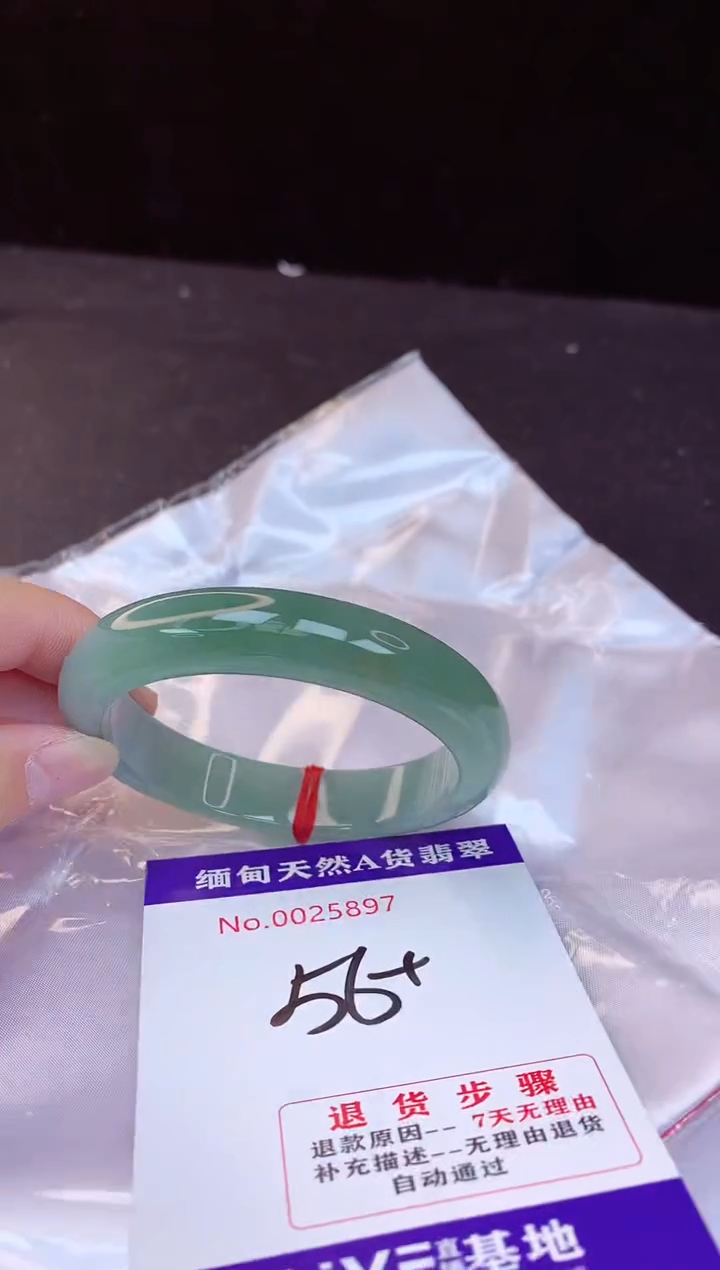 缅甸天然A货翡翠
No.0025897
56+
退货步骤
退款原因--7天无理由
补充描述--无理由退货
自动通过
基地